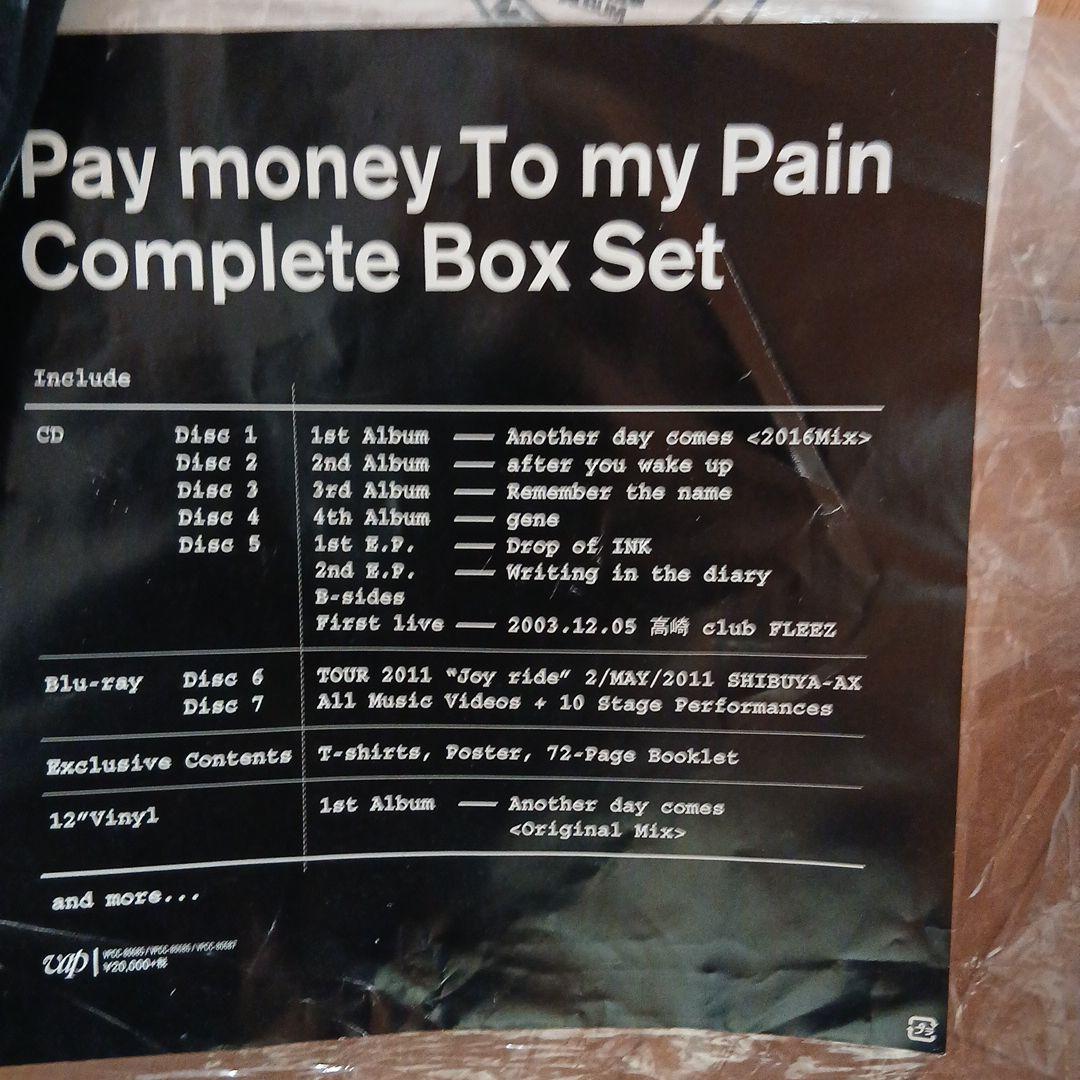 Pay money To my Pain
Complete Box Set
Include
CD Disc 1 1st Album — Another day comes <2016Mix>
Disc 2 2nd Album — after you wake up
Disc 3 3rd Album — Remember the name
Disc 4 4th Album — gene
Disc 5 1st E.P. — Drop of INK
2nd E.P. — Writing in the diary
B-sides
First live — 2003.12.05 高崎 club FLEEZ
Blu-ray Disc 6 TOUR 2011 "Joy ride" 2/MAY/2011 SHIBUYA-AX
Disc 7 All Music Videos + 10 Stage Performances
Exclusive Contents T-shirts, Poster, 72-Page Booklet
12"Vinyl 1st Album — Another day comes
<Original Mix>
and more...
vap
¥20,000+税
プラ